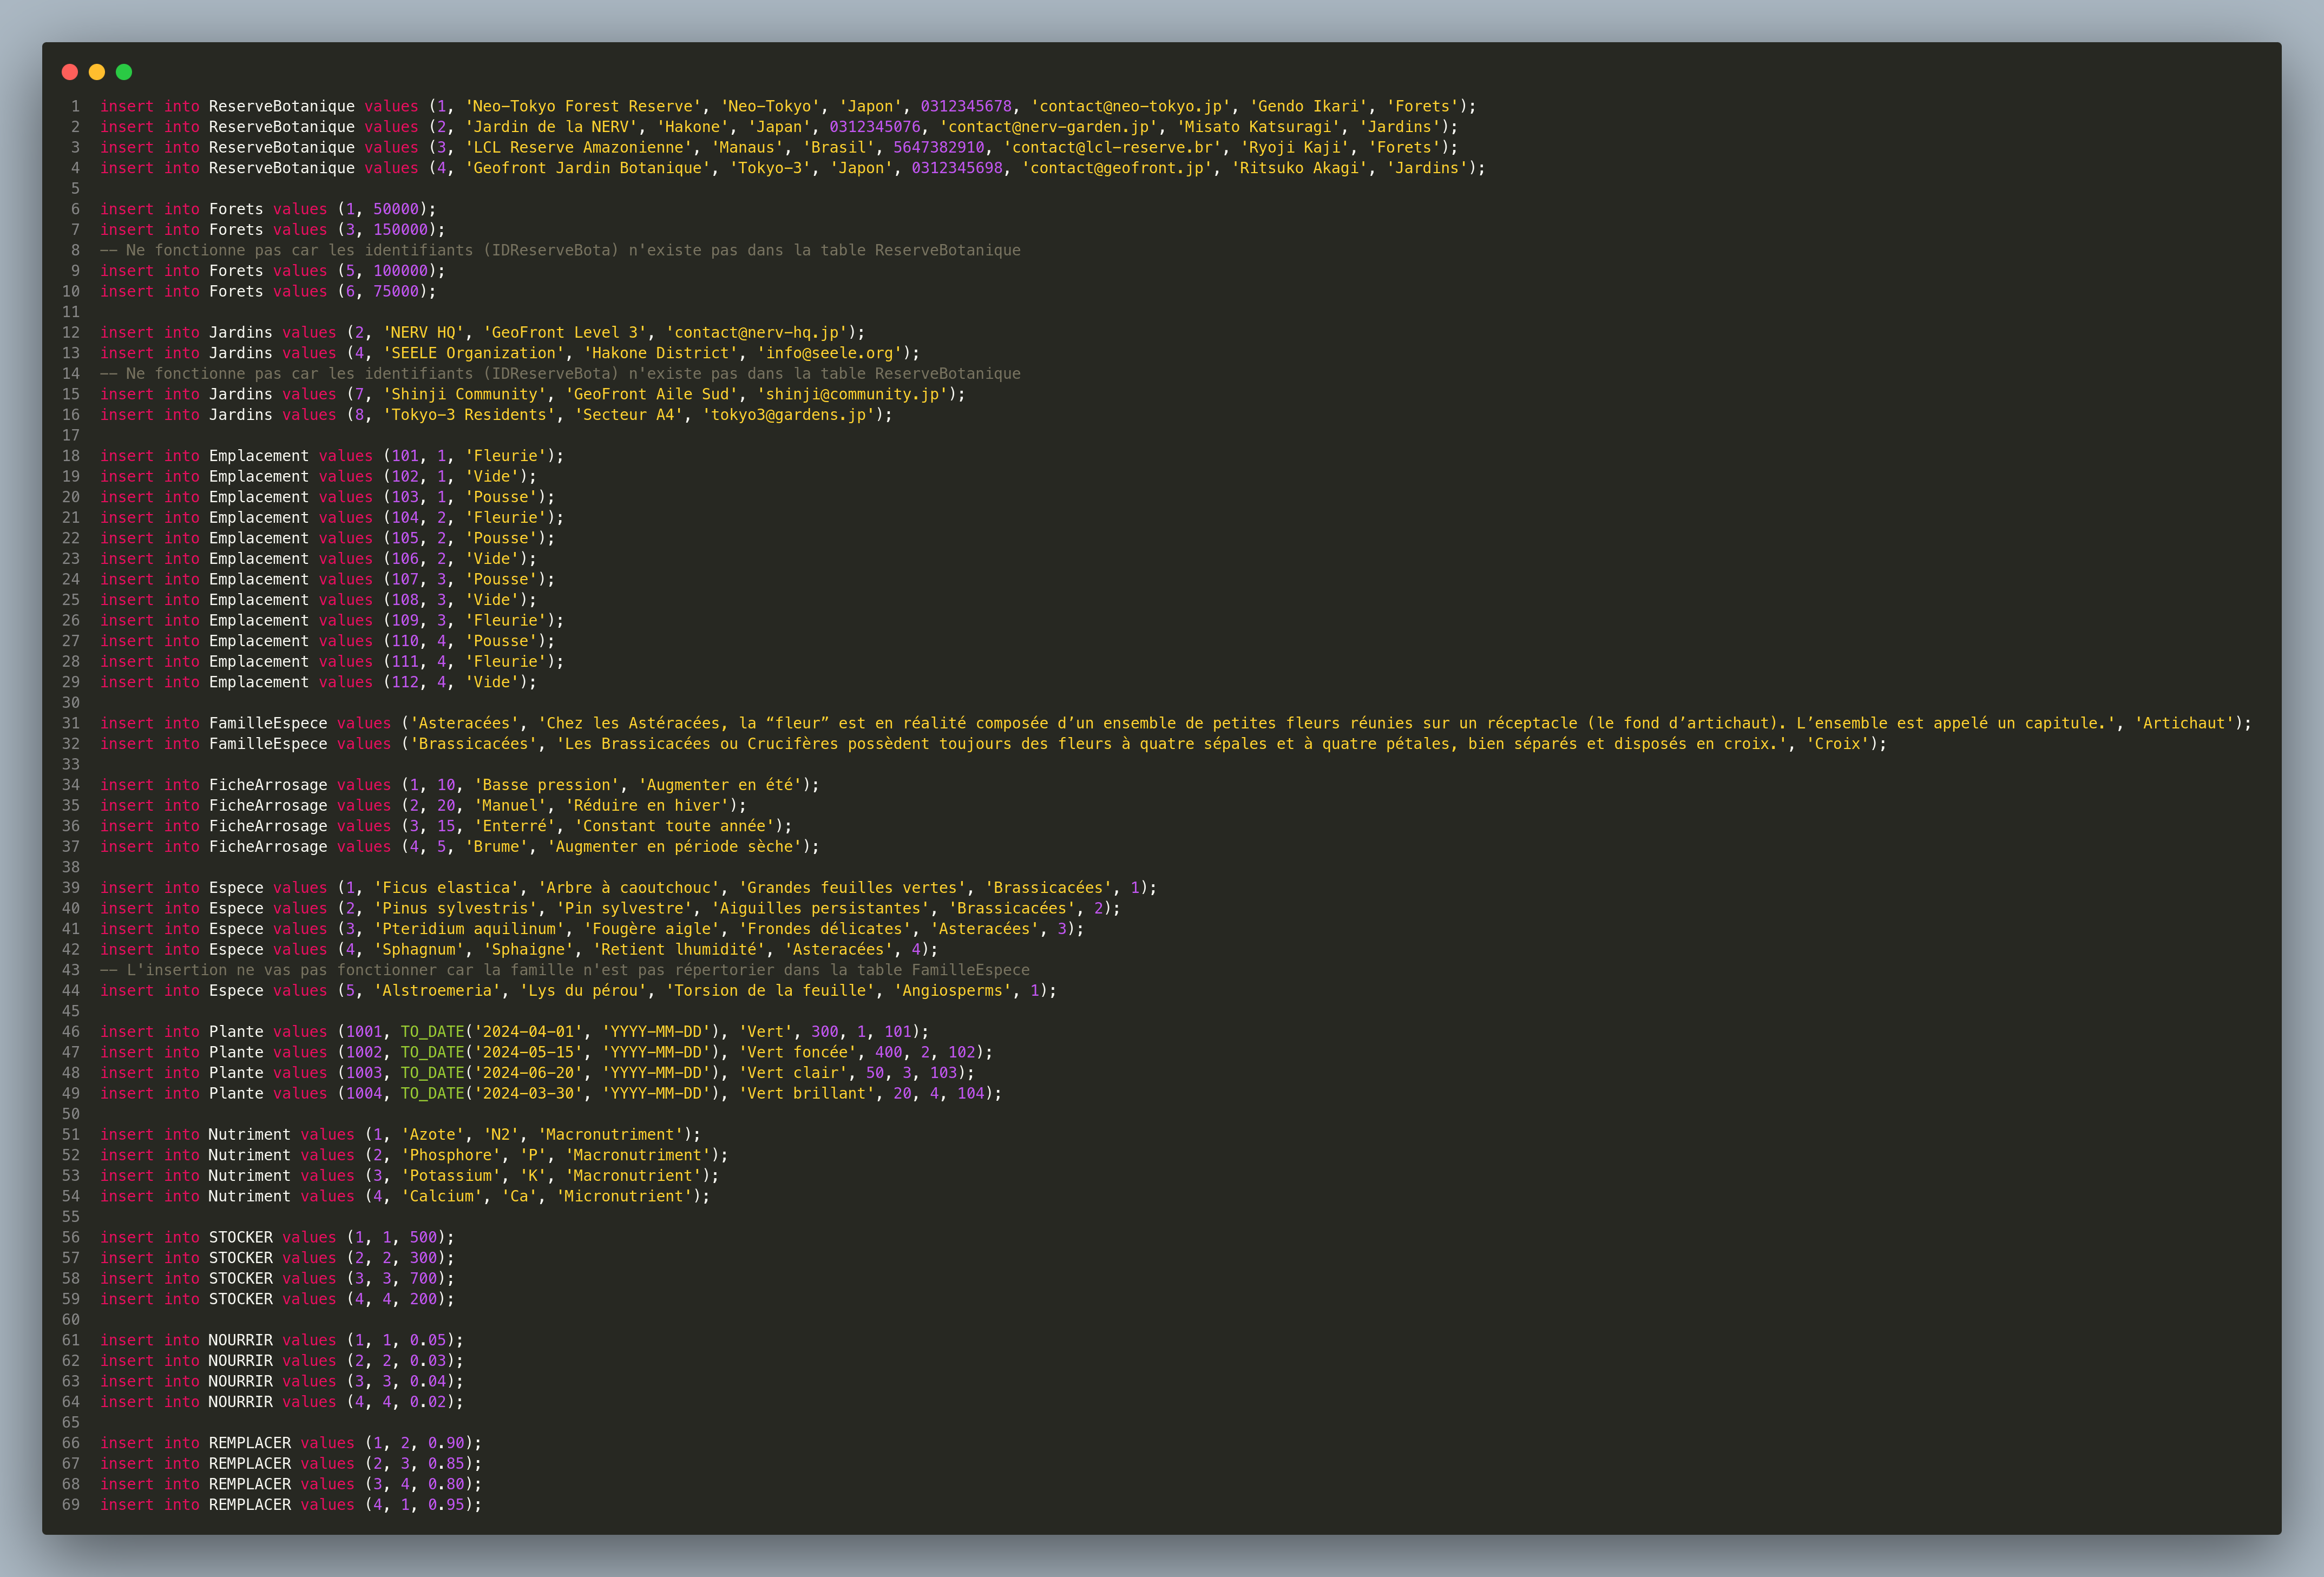 1 insert into ReserveBotanique values (1, 'Neo-Tokyo Forest Reserve', 'Neo-Tokyo', 'Japon', 0312345678, 'contact@neo-tokyo.jp', 'Gendo Ikari', 'Forets');
2 insert into ReserveBotanique values (2, 'Jardin de la NERV', 'Hakone', 'Japan', 0312345076, 'contact@nerv-garden.jp', 'Misato Katsuragi', 'Jardins');
3 insert into ReserveBotanique values (3, 'LCL Reserve Amazonienne', 'Manaus', 'Brasil', 5647382910, 'contact@lcl-reserve.br', 'Ryoji Kaji', 'Forets');
4 insert into ReserveBotanique values (4, 'Geofront Jardin Botanique', 'Tokyo-3', 'Japon', 0312345698, 'contact@geofront.jp', 'Ritsuko Akagi', 'Jardins');
5
6 insert into Forets values (1, 50000);
7 insert into Forets values (3, 150000);
8 -- Ne fonctionne pas car les identifiants (IDReserveBota) n'existe pas dans la table ReserveBotanique
9 insert into Forets values (5, 100000);
10 insert into Forets values (6, 75000);
11
12 insert into Jardins values (2, 'NERV HQ', 'GeoFront Level 3', 'contact@nerv-hq.jp');
13 insert into Jardins values (4, 'SEELE Organization', 'Hakone District', 'info@seele.org');
14 -- Ne fonctionne pas car les identifiants (IDReserveBota) n'existe pas dans la table ReserveBotanique
15 insert into Jardins values (7, 'Shinji Community', 'GeoFront Aile Sud', 'shinji@community.jp');
16 insert into Jardins values (8, 'Tokyo-3 Residents', 'Secteur A4', 'tokyo3@gardens.jp');
17
18 insert into Emplacement values (101, 1, 'Fleurie');
19 insert into Emplacement values (102, 1, 'Vide');
20 insert into Emplacement values (103, 1, 'Pousse');
21 insert into Emplacement values (104, 2, 'Fleurie');
22 insert into Emplacement values (105, 2, 'Pousse');
23 insert into Emplacement values (106, 2, 'Vide');
24 insert into Emplacement values (107, 3, 'Pousse');
25 insert into Emplacement values (108, 3, 'Vide');
26 insert into Emplacement values (109, 3, 'Fleurie');
27 insert into Emplacement values (110, 4, 'Pousse');
28 insert into Emplacement values (111, 4, 'Fleurie');
29 insert into Emplacement values (112, 4, 'Vide');
30
31 insert into FamilleEspece values ('Asteracées', 'Chez les Astéracées, la “fleur” est en réalité composée d’un ensemble de petites fleurs réunies sur un réceptacle (le fond d’artichaut). L’ensemble est appelé un capitule.', 'Artichaut');
32 insert into FamilleEspece values ('Brassicacées', 'Les Brassicacées ou Crucifères possèdent toujours des fleurs à quatre sépales et à quatre pétales, bien séparés et disposés en croix.', 'Croix');
33
34 insert into FicheArrosage values (1, 10, 'Basse pression', 'Augmenter en été');
35 insert into FicheArrosage values (2, 20, 'Manuel', 'Réduire en hiver');
36 insert into FicheArrosage values (3, 15, 'Enterré', 'Constant toute année');
37 insert into FicheArrosage values (4, 5, 'Brume', 'Augmenter en période sèche');
38
39 insert into Espece values (1, 'Ficus elastica', 'Arbre à caoutchouc', 'Grandes feuilles vertes', 'Brassicacées', 1);
40 insert into Espece values (2, 'Pinus sylvestris', 'Pin sylvestre', 'Aiguilles persistantes', 'Brassicacées', 2);
41 insert into Espece values (3, 'Pteridium aquilinum', 'Fougère aigle', 'Frondes délicates', 'Asteracées', 3);
42 insert into Espece values (4, 'Sphagnum', 'Sphaigne', 'Retient lhumidité', 'Asteracées', 4);
43 -- L'insertion ne vas pas fonctionner car la famille n'est pas répertorier dans la table FamilleEspece
44 insert into Espece values (5, 'Alstroemeria', 'Lys du pérou', 'Torsion de la feuille', 'Angiosperms', 1);
45
46 insert into Plante values (1001, TO_DATE('2024-04-01', 'YYYY-MM-DD'), 'Vert', 300, 1, 101);
47 insert into Plante values (1002, TO_DATE('2024-05-15', 'YYYY-MM-DD'), 'Vert foncée', 400, 2, 102);
48 insert into Plante values (1003, TO_DATE('2024-06-20', 'YYYY-MM-DD'), 'Vert clair', 50, 3, 103);
49 insert into Plante values (1004, TO_DATE('2024-03-30', 'YYYY-MM-DD'), 'Vert brillant', 20, 4, 104);
50
51 insert into Nutriment values (1, 'Azote', 'N2', 'Macronutriment');
52 insert into Nutriment values (2, 'Phosphore', 'P', 'Macronutriment');
53 insert into Nutriment values (3, 'Potassium', 'K', 'Macronutrient');
54 insert into Nutriment values (4, 'Calcium', 'Ca', 'Micronutrient');
55
56 insert into STOCKER values (1, 1, 500);
57 insert into STOCKER values (2, 2, 300);
58 insert into STOCKER values (3, 3, 700);
59 insert into STOCKER values (4, 4, 200);
60
61 insert into NOURRIR values (1, 1, 0.05);
62 insert into NOURRIR values (2, 2, 0.03);
63 insert into NOURRIR values (3, 3, 0.04);
64 insert into NOURRIR values (4, 4, 0.02);
65
66 insert into REMPLACER values (1, 2, 0.90);
67 insert into REMPLACER values (2, 3, 0.85);
68 insert into REMPLACER values (3, 4, 0.80);
69 insert into REMPLACER values (4, 1, 0.95);